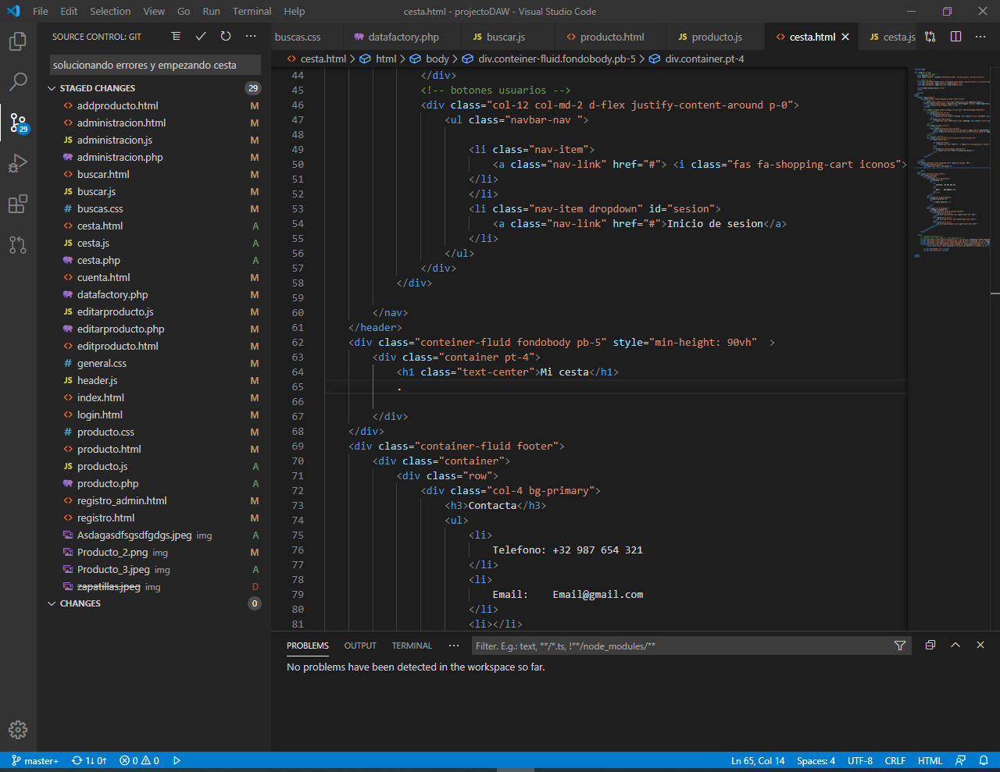 File Edit Selection View Go Run Terminal Help cesta.html - projectoDAW - Visual Studio Code
SOURCE CONTROL: GIT
solucionando errores y empezando cesta
STAGED CHANGES 29
addproducto.html M
administracion.html M
administracion.js M
administracion.php M
buscar.html M
buscar.js M
buscas.css M
cesta.html A
cesta.js A
cesta.php A
cuenta.html M
datafactory.php M
editarproducto.js M
editarproducto.php M
editproducto.html M
general.css M
header.js M
index.html M
login.html M
producto.css M
producto.html M
producto.js A
producto.php A
registro_admin.html M
registro.html M
Asdagasdfsgsdfgdgs.jpeg img A
Producto_2.png img M
Producto_3.jpeg img A
zapatillas.jpeg img D
CHANGES 0
29
buscas.css datafactory.php JS buscar.js producto.html JS producto.js cesta.html JS cesta.js
cesta.html > html > body > div.conteiner-fluid.fondobody.pb-5 > div.container.pt-4
44 </div>
45 <!-- botones usuarios -->
46 <div class="col-12 col-md-2 d-flex justify-content-around p-0">
47 <ul class="navbar-nav ">
48
49 <li class="nav-item">
50 <a class="nav-link" href="#"> <i class="fas fa-shopping-cart iconos">
51 </li>
52 </li>
53 <li class="nav-item dropdown" id="sesion">
54 <a class="nav-link" href="#">Inicio de sesion</a>
55 </li>
56 </ul>
57 </div>
58 </div>
59
60 </nav>
61 </header>
62 <div class="conteiner-fluid fondobody pb-5" style="min-height: 90vh"  >
63 <div class="container pt-4">
64 <h1 class="text-center">Mi cesta</h1>
65 .
66
67 </div>
68 </div>
69 <div class="container-fluid footer">
70 <div class="container">
71 <div class="row">
72 <div class="col-4 bg-primary">
73 <h3>Contacta</h3>
74 <ul>
75 <li>
76 Telefono: +32 987 654 321
77 </li>
78 <li>
79 Email:    Email@gmail.com
80 </li>
81 <li></li>
PROBLEMS OUTPUT TERMINAL ··· Filter. E.g.: text, **/*.ts, !**/node_modules/**
No problems have been detected in the workspace so far.
master+ 1↓ 0↑ 0 0 Ln 65, Col 14 Spaces: 4 UTF-8 CRLF HTML